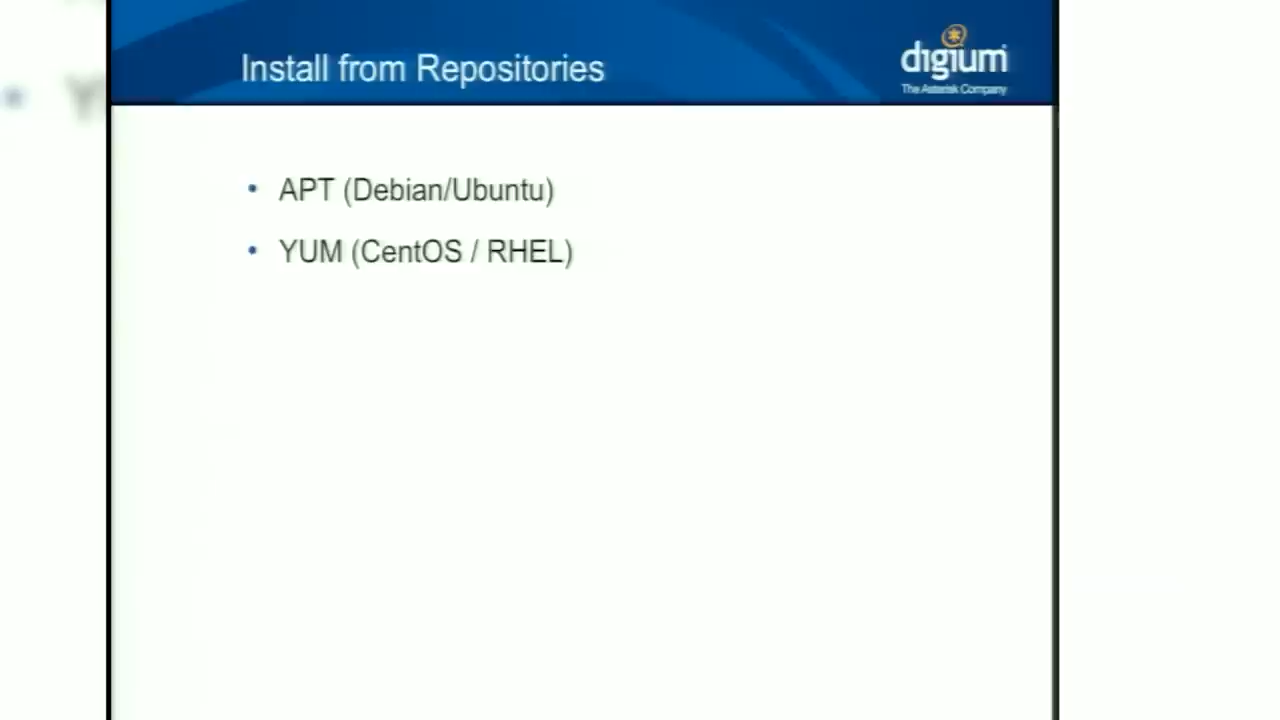 Install from Repositories
digium
The Asterisk Company
• APT (Debian/Ubuntu)
• YUM (CentOS / RHEL)